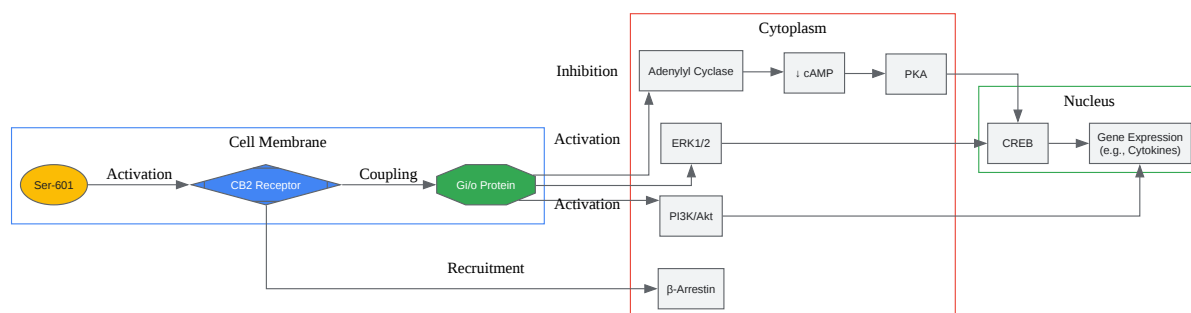 Cytoplasm
Inhibition
Adenylyl Cyclase
↓ cAMP
PKA
Nucleus
Cell Membrane
Activation
ERK1/2
CREB
Gene Expression
(e.g., Cytokines)
Ser-601
Activation
CB2 Receptor
Coupling
Gi/o Protein
Activation
PI3K/Akt
Recruitment
β-Arrestin